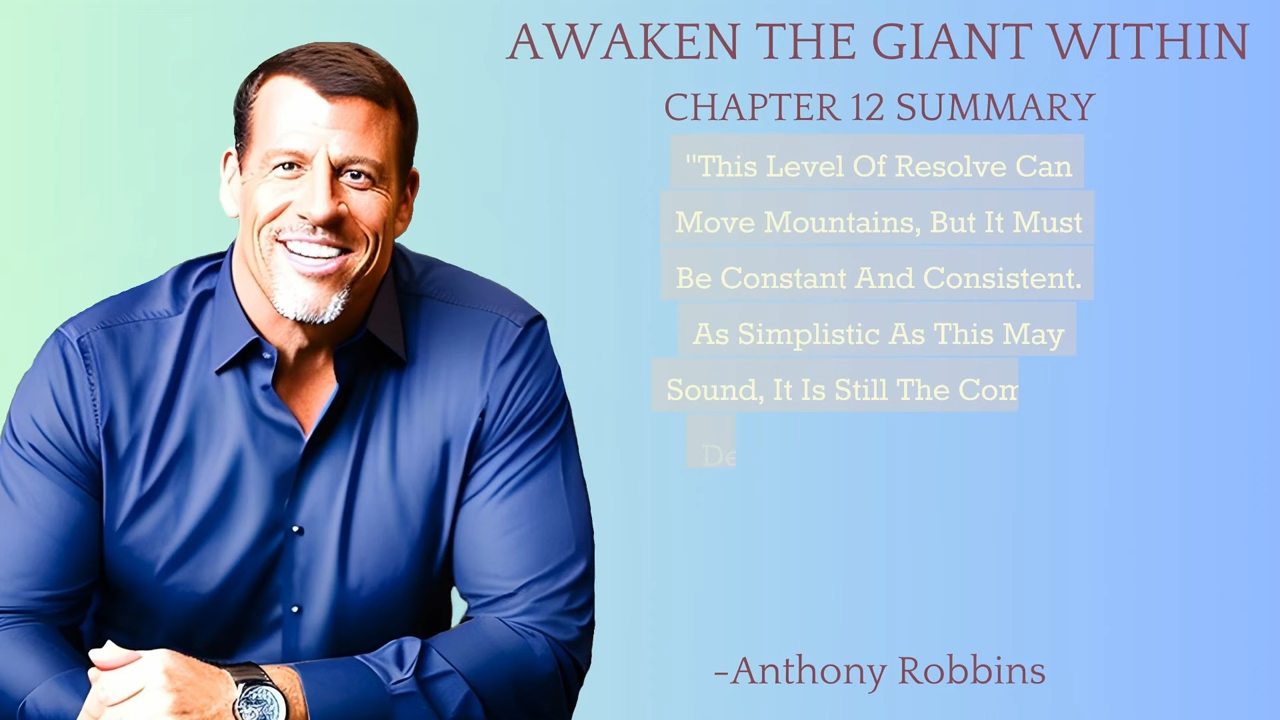 AWAKEN THE GIANT WITHIN
CHAPTER 12 SUMMARY
"This Level Of Resolve Can
Move Mountains, But It Must
Be Constant And Consistent.
As Simplistic As This May
Sound, It Is Still The
–Anthony Robbins